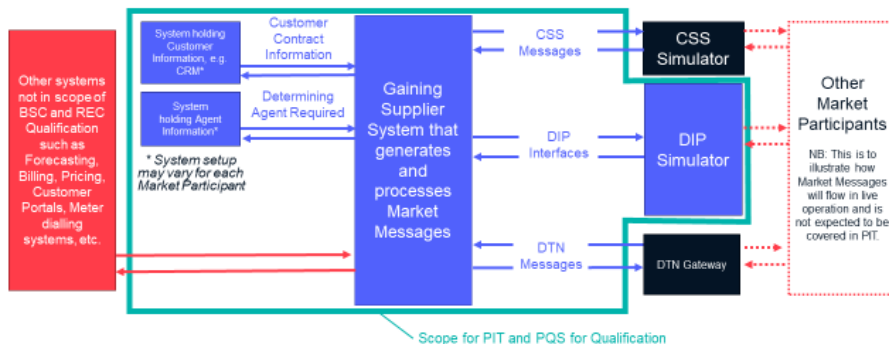 Other systems
not in scope of
BSC and REC
Qualification
such as
Forecasting,
Billing, Pricing,
Customer
Portals, Meter
dialling
systems, etc.
System holding
Customer
Information, e.g.
CRM*
System
holding Agent
Information*
* System setup
may vary for each
Market Participant
Customer
Contract
Information
Determining
Agent Required
Gaining
Supplier
System that
generates
and
processes
Market
Messages
CSS
Messages
DIP
Interfaces
DTN
Messages
CSS
Simulator
DIP
Simulator
DTN Gateway
Other
Market
Participants
NB: This is to
illustrate how
Market Messages
will flow in live
operation and is
not expected to be
covered in PIT.
Scope for PIT and PQS for Qualification